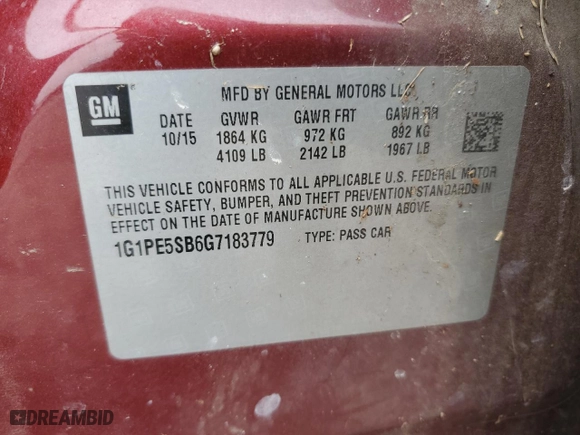 GM
MFD BY GENERAL MOTORS LLC
DATE GVWR GAWR FRT GAWR RR
10/15 1864 KG 972 KG 892 KG
4109 LB 2142 LB 1967 LB
THIS VEHICLE CONFORMS TO ALL APPLICABLE U.S. FEDERAL MOTOR
VEHICLE SAFETY, BUMPER, AND THEFT PREVENTION STANDARDS IN
EFFECT ON THE DATE OF MANUFACTURE SHOWN ABOVE.
1G1PE5SB6G7183779 TYPE: PASS CAR
DREAMBID